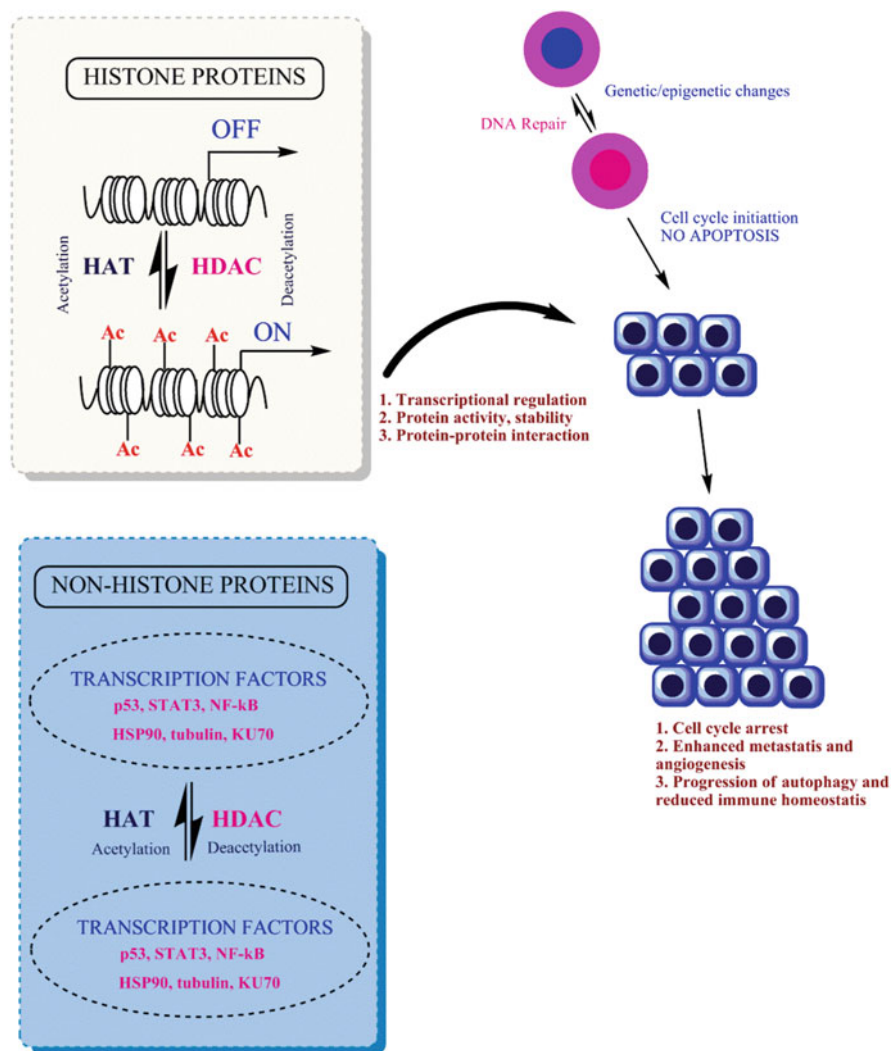 HISTONE PROTEINS
OFF
Acetylation
HAT
HDAC
Deacetylation
Ac
Ac
Ac
ON
Ac
Ac
Ac
Genetic/epigenetic changes
DNA Repair
Cell cycle initiattion
NO APOPTOSIS
1. Transcriptional regulation
2. Protein activity, stability
3. Protein-protein interaction
NON-HISTONE PROTEINS
TRANSCRIPTION FACTORS
p53, STAT3, NF-kB
HSP90, tubulin, KU70
HAT
HDAC
Acetylation
Deacetylation
TRANSCRIPTION FACTORS
p53, STAT3, NF-kB
HSP90, tubulin, KU70
1. Cell cycle arrest
2. Enhanced metastatis and
angiogenesis
3. Progression of autophagy and
reduced immune homeostatis